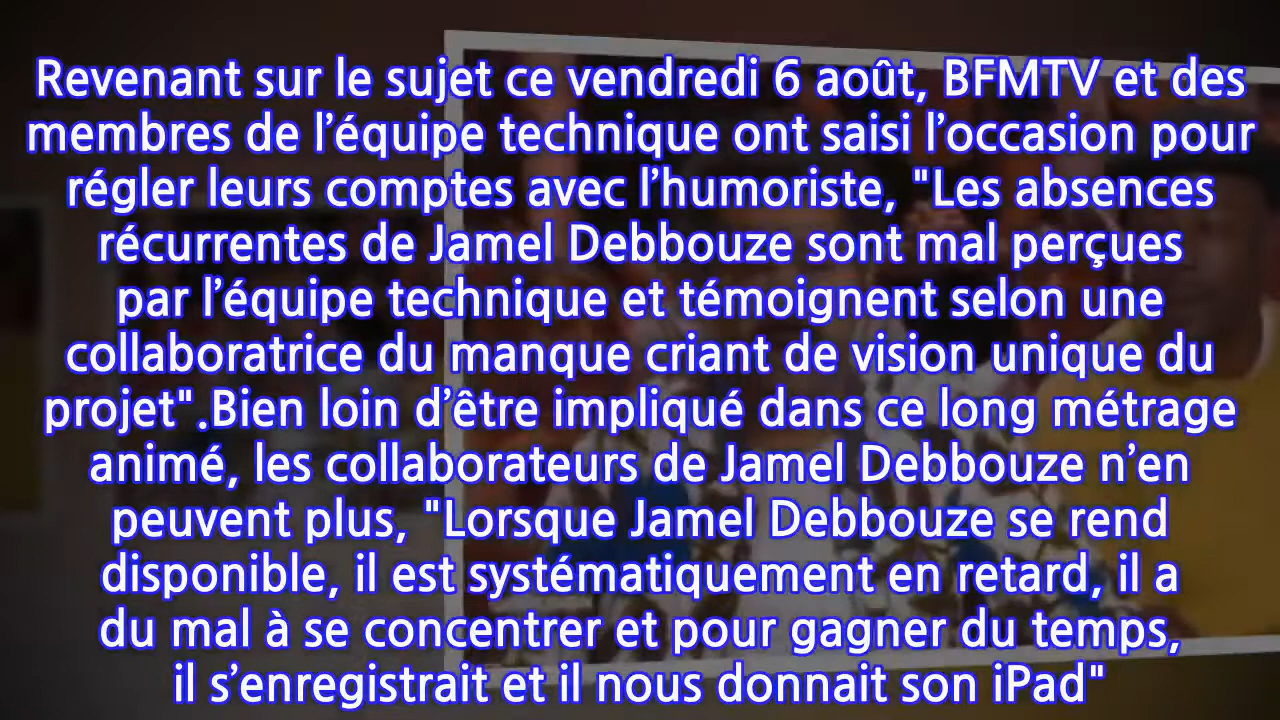 Revenant sur le sujet ce vendredi 6 août, BFMTV et des
membres de l’équipe technique ont saisi l’occasion pour
régler leurs comptes avec l’humoriste, "Les absences
récurrentes de Jamel Debbouze sont mal perçues
par l’équipe technique et témoignent selon une
collaboratrice du manque criant de vision unique du
projet".Bien loin d’être impliqué dans ce long métrage
animé, les collaborateurs de Jamel Debbouze n’en
peuvent plus, "Lorsque Jamel Debbouze se rend
disponible, il est systématiquement en retard, il a
du mal à se concentrer et pour gagner du temps,
il s’enregistrait et il nous donnait son iPad"